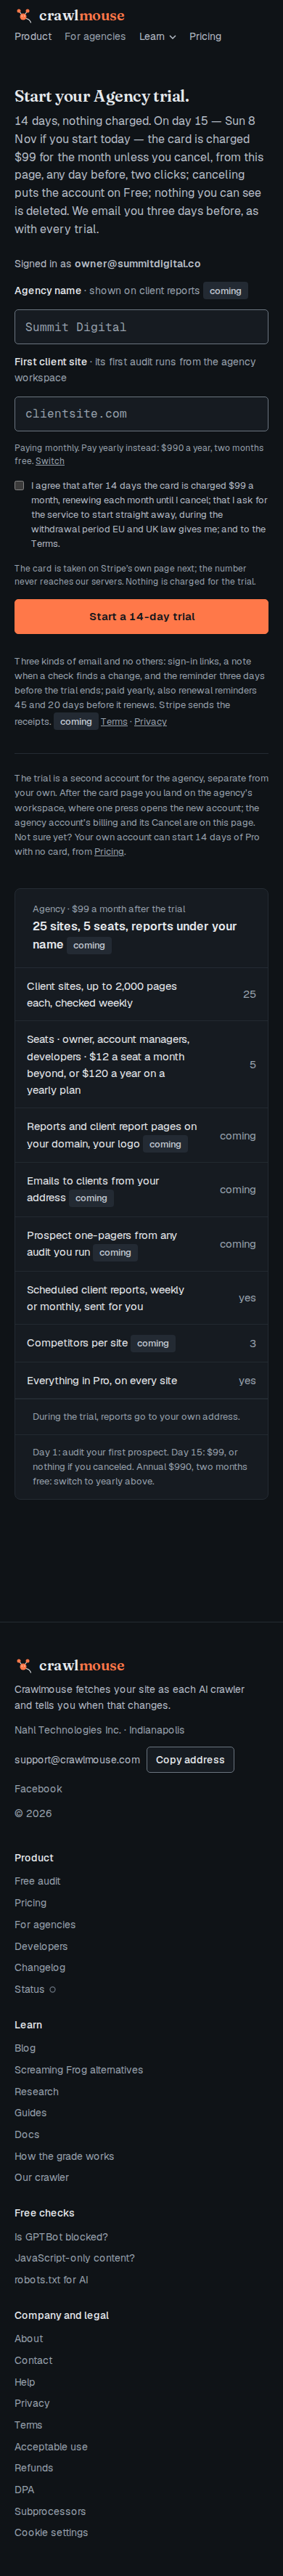 crawlmouse
Product For agencies Learn Pricing
Start your Agency trial.
14 days, nothing charged. On day 15 — Sun 8
Nov if you start today — the card is charged
$99 for the month unless you cancel, from this
page, any day before, two clicks; canceling
puts the account on Free; nothing you can see
is deleted. We email you three days before, as
with every trial.
Signed in as owner@summitdigital.co
Agency name · shown on client reports coming
Summit Digital
First client site · its first audit runs from the agency
workspace
clientsite.com
Paying monthly. Pay yearly instead: $990 a year, two months
free. Switch
I agree that after 14 days the card is charged $99 a
month, renewing each month until I cancel; that I ask for
the service to start straight away, during the
withdrawal period EU and UK law gives me; and to the
Terms.
The card is taken on Stripe's own page next; the number
never reaches our servers. Nothing is charged for the trial.
Start a 14-day trial
Three kinds of email and no others: sign-in links, a note
when a check finds a change, and the reminder three days
before the trial ends; paid yearly, also renewal reminders
45 and 20 days before it renews. Stripe sends the
receipts. coming Terms · Privacy
The trial is a second account for the agency, separate from
your own. After the card page you land on the agency's
workspace, where one press opens the new account; the
agency account's billing and its Cancel are on this page.
Not sure yet? Your own account can start 14 days of Pro
with no card, from Pricing.
Agency · $99 a month after the trial
25 sites, 5 seats, reports under your
name coming
Client sites, up to 2,000 pages
each, checked weekly
25
Seats · owner, account managers,
developers · $12 a seat a month
beyond, or $120 a year on a
yearly plan
5
Reports and client report pages on
your domain, your logo coming
coming
Emails to clients from your
address coming
coming
Prospect one-pagers from any
audit you run coming
coming
Scheduled client reports, weekly
or monthly, sent for you
yes
Competitors per site coming
3
Everything in Pro, on every site
yes
During the trial, reports go to your own address.
Day 1: audit your first prospect. Day 15: $99, or
nothing if you canceled. Annual $990, two months
free: switch to yearly above.
crawlmouse
Crawlmouse fetches your site as each AI crawler
and tells you when that changes.
Nahl Technologies Inc. · Indianapolis
support@crawlmouse.com Copy address
Facebook
© 2026
Product
Free audit
Pricing
For agencies
Developers
Changelog
Status
Learn
Blog
Screaming Frog alternatives
Research
Guides
Docs
How the grade works
Our crawler
Free checks
Is GPTBot blocked?
JavaScript-only content?
robots.txt for AI
Company and legal
About
Contact
Help
Privacy
Terms
Acceptable use
Refunds
DPA
Subprocessors
Cookie settings